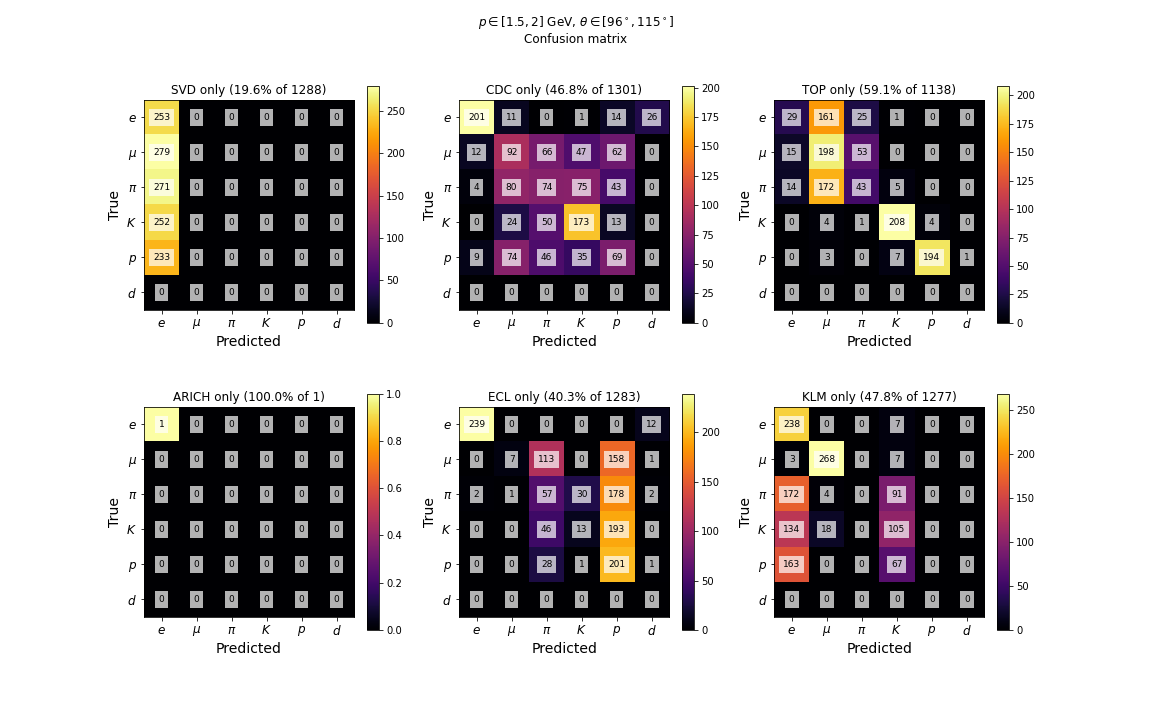 p ∈ [1.5, 2] GeV, θ ∈ [96°, 115°]
Confusion matrix
SVD only (19.6% of 1288)
True
e 253 0 0 0 0 0
μ 279 0 0 0 0 0
π 271 0 0 0 0 0
K 252 0 0 0 0 0
p 233 0 0 0 0 0
d 0 0 0 0 0 0
e μ π K p d
Predicted
250
200
150
100
50
0
CDC only (46.8% of 1301)
True
e 201 11 0 1 14 26
μ 12 92 66 47 62 0
π 4 80 74 75 43 0
K 0 24 50 173 13 0
p 9 74 46 35 69 0
d 0 0 0 0 0 0
e μ π K p d
Predicted
200
175
150
125
100
75
50
25
0
TOP only (59.1% of 1138)
True
e 29 161 25 1 0 0
μ 15 198 53 0 0 0
π 14 172 43 5 0 0
K 0 4 1 208 4 0
p 0 3 0 7 194 1
d 0 0 0 0 0 0
e μ π K p d
Predicted
200
175
150
125
100
75
50
25
0
ARICH only (100.0% of 1)
True
e 1 0 0 0 0 0
μ 0 0 0 0 0 0
π 0 0 0 0 0 0
K 0 0 0 0 0 0
p 0 0 0 0 0 0
d 0 0 0 0 0 0
e μ π K p d
Predicted
1.0
0.8
0.6
0.4
0.2
0.0
ECL only (40.3% of 1283)
True
e 239 0 0 0 0 12
μ 0 7 113 0 158 1
π 2 1 57 30 178 2
K 0 0 46 13 193 0
p 0 0 28 1 201 1
d 0 0 0 0 0 0
e μ π K p d
Predicted
200
150
100
50
0
KLM only (47.8% of 1277)
True
e 238 0 0 7 0 0
μ 3 268 0 7 0 0
π 172 4 0 91 0 0
K 134 18 0 105 0 0
p 163 0 0 67 0 0
d 0 0 0 0 0 0
e μ π K p d
Predicted
250
200
150
100
50
0